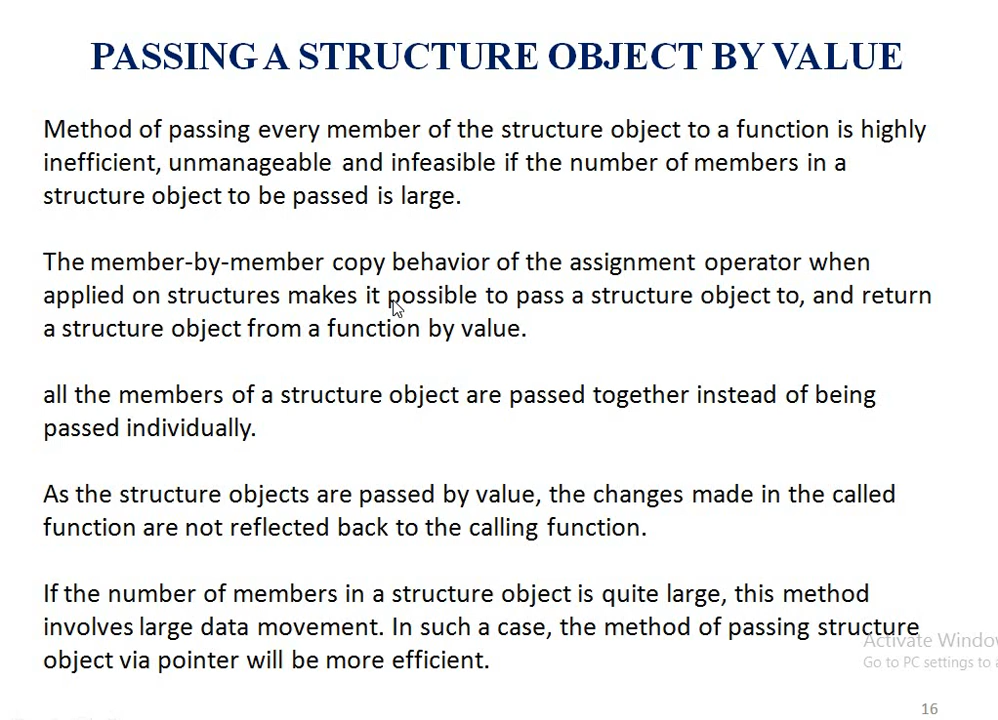 PASSING A STRUCTURE OBJECT BY VALUE
Method of passing every member of the structure object to a function is highly
inefficient, unmanageable and infeasible if the number of members in a
structure object to be passed is large.
The member-by-member copy behavior of the assignment operator when
applied on structures makes it possible to pass a structure object to, and return
a structure object from a function by value.
all the members of a structure object are passed together instead of being
passed individually.
As the structure objects are passed by value, the changes made in the called
function are not reflected back to the calling function.
If the number of members in a structure object is quite large, this method
involves large data movement. In such a case, the method of passing structure
object via pointer will be more efficient.
Activate Window
Go to PC settings to a
16